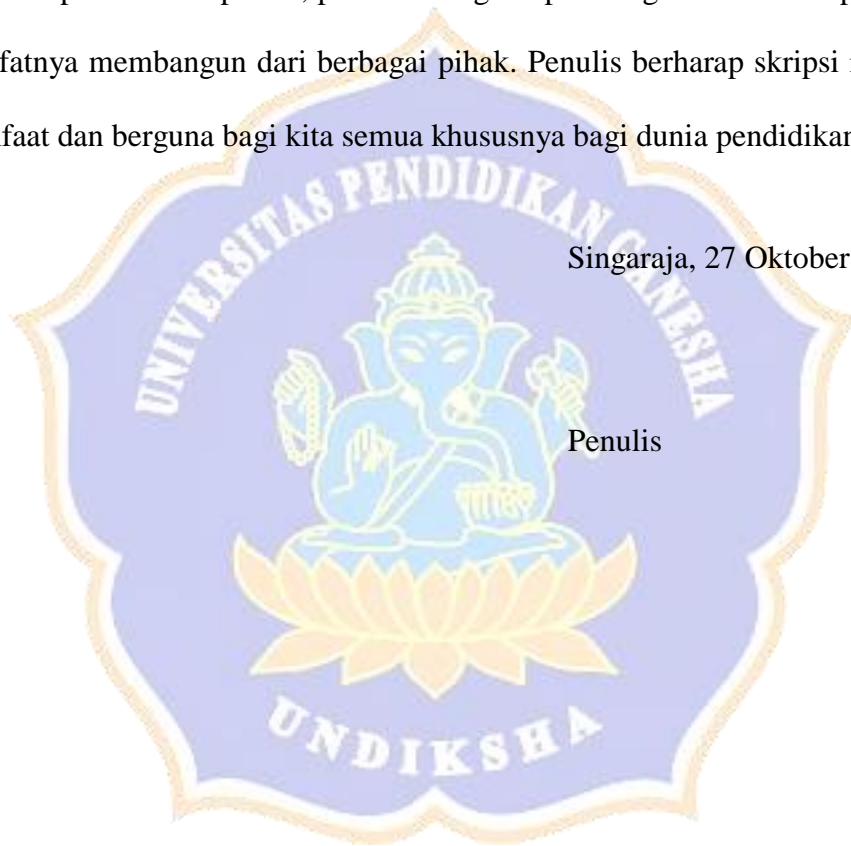 fatnya membangun dari berbagai pihak. Penulis berharap skripsi
faat dan berguna bagi kita semua khususnya bagi dunia pendidikan
Singaraja, 27 Oktober
Penulis
UNIVERSITAS PENDIDIKAN GANESHA
UNDIKSHA